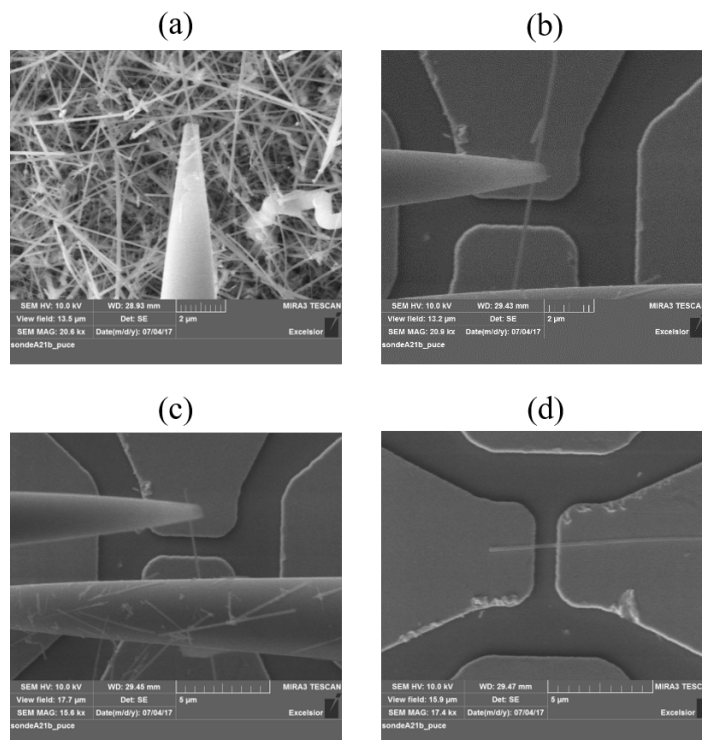 (a)
(b)
SEM HV: 10.0 kV WD: 28.93 mm MIRA3 TESCAN
View field: 13.5 µm Det: SE 2 µm
SEM MAG: 20.6 kx Date(m/d/y): 07/04/17 Excelsior
sondeA21b_puce
SEM HV: 10.0 kV WD: 29.43 mm MIRA3 TESCAN
View field: 13.2 µm Det: SE 2 µm
SEM MAG: 20.9 kx Date(m/d/y): 07/04/17 Excelsior
sondeA21b_puce
(c)
(d)
SEM HV: 10.0 kV WD: 29.45 mm MIRA3 TESCAN
View field: 17.7 µm Det: SE 5 µm
SEM MAG: 15.6 kx Date(m/d/y): 07/04/17 Excelsior
sondeA21b_puce
SEM HV: 10.0 kV WD: 29.47 mm MIRA3 TESCAN
View field: 15.9 µm Det: SE 5 µm
SEM MAG: 17.4 kx Date(m/d/y): 07/04/17 Excelsior
sondeA21b_puce